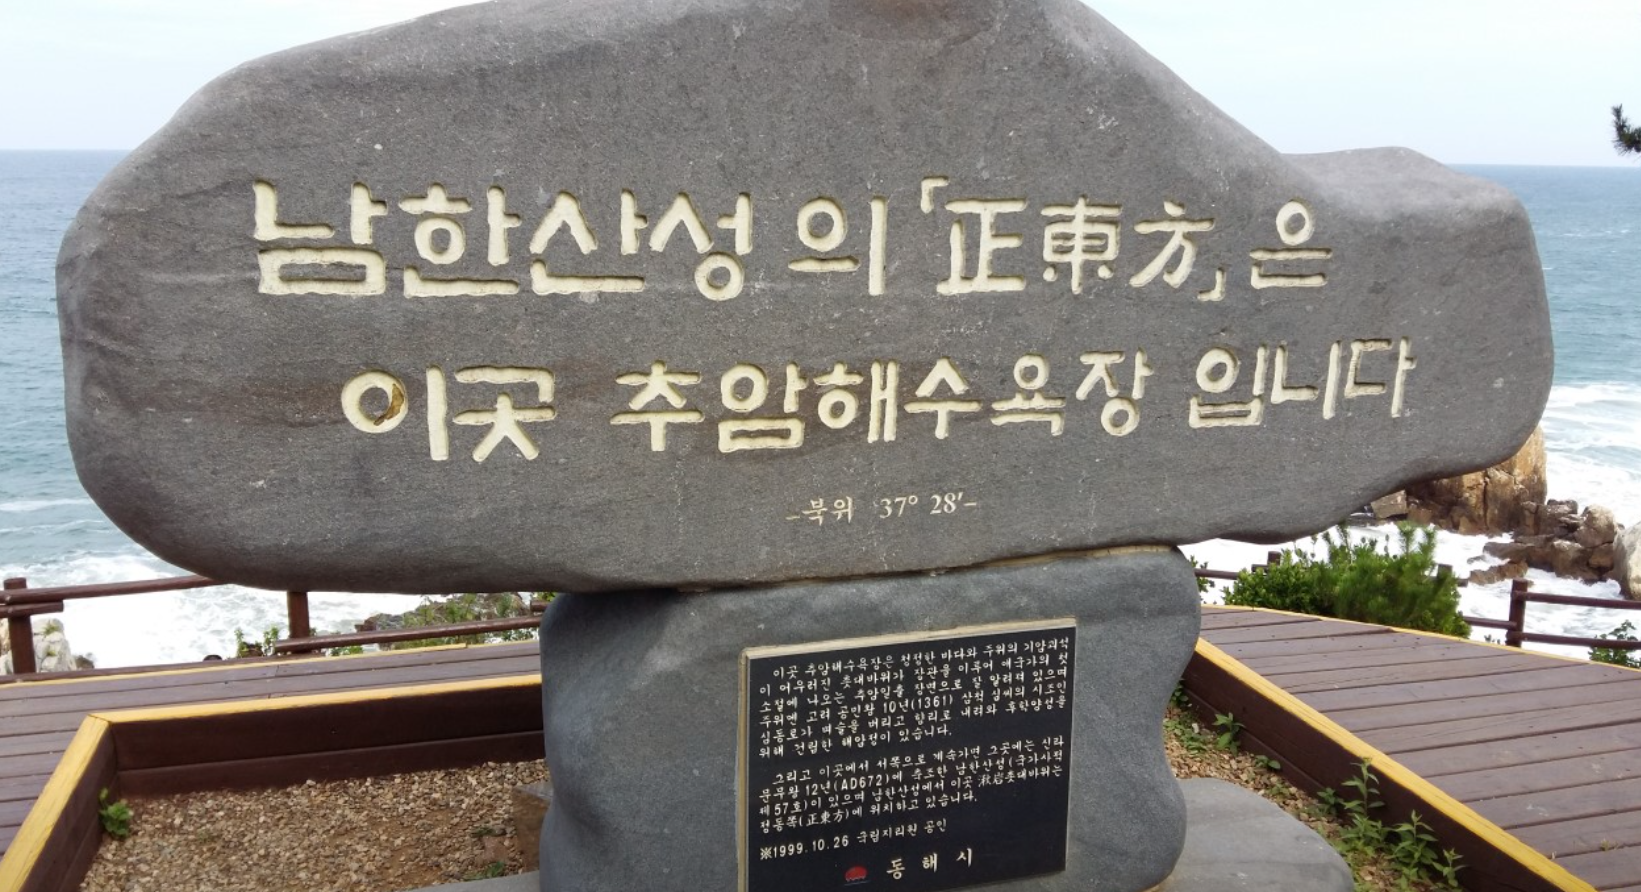 남한산성의「正東方」은
이곳 추암해수욕장 입니다
-북위 37° 28'-
이곳 추암해수욕장은 청정한 바다와 주위의 기암괴석
이 어우러진 촛대바위가 장관을 이루어 애국가의 첫
소절에 나오는 추암일출 장면으로 잘 알려져 있으며
주위엔 고려 공민왕 10년(1361) 삼척 심씨의 시조인
심동로가 벼슬을 버리고 향리로 내려와 후학양성을
위해 건립한 해암정이 있습니다.
그리고 이곳에서 서쪽으로 계속가면 그곳에는 신라
문무왕 12년(AD672)에 축조한 남한산성(국가사적
제57호)이 있으며 남한산성에서 이곳 湫岩촛대바위는
정동쪽(正東方)에 위치하고 있습니다.
※1999.10.26 국립지리원 공인
동해시